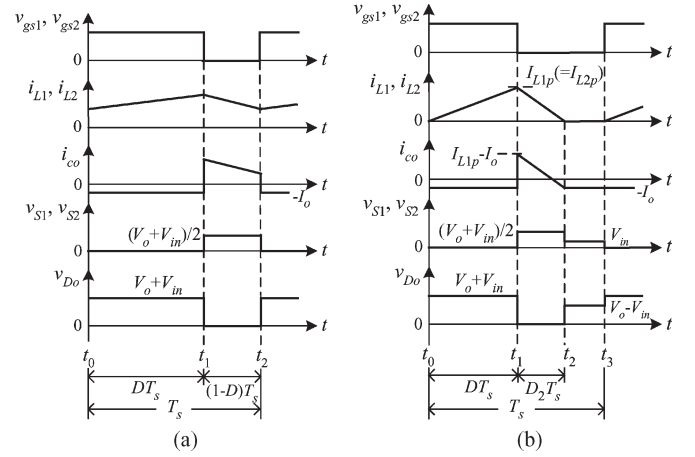 v_gs1, v_gs2
0
t
i_L1, i_L2
0
t
i_co
0
t
-I_o
v_S1, v_S2
(V_o+V_in)/2
0
t
v_Do
V_o+V_in
0
t
t_0 t_1 t_2
DT_s (1-D)T_s
T_s
(a)
v_gs1, v_gs2
0
t
I_L1p(=I_L2p)
i_L1, i_L2
0
t
i_co
I_L1p-I_o
0
t
-I_o
v_S1, v_S2
(V_o+V_in)/2
V_in
0
t
v_Do
V_o+V_in
V_o-V_in
0
t
t_0 t_1 t_2 t_3
DT_s D_2T_s
T_s
(b)